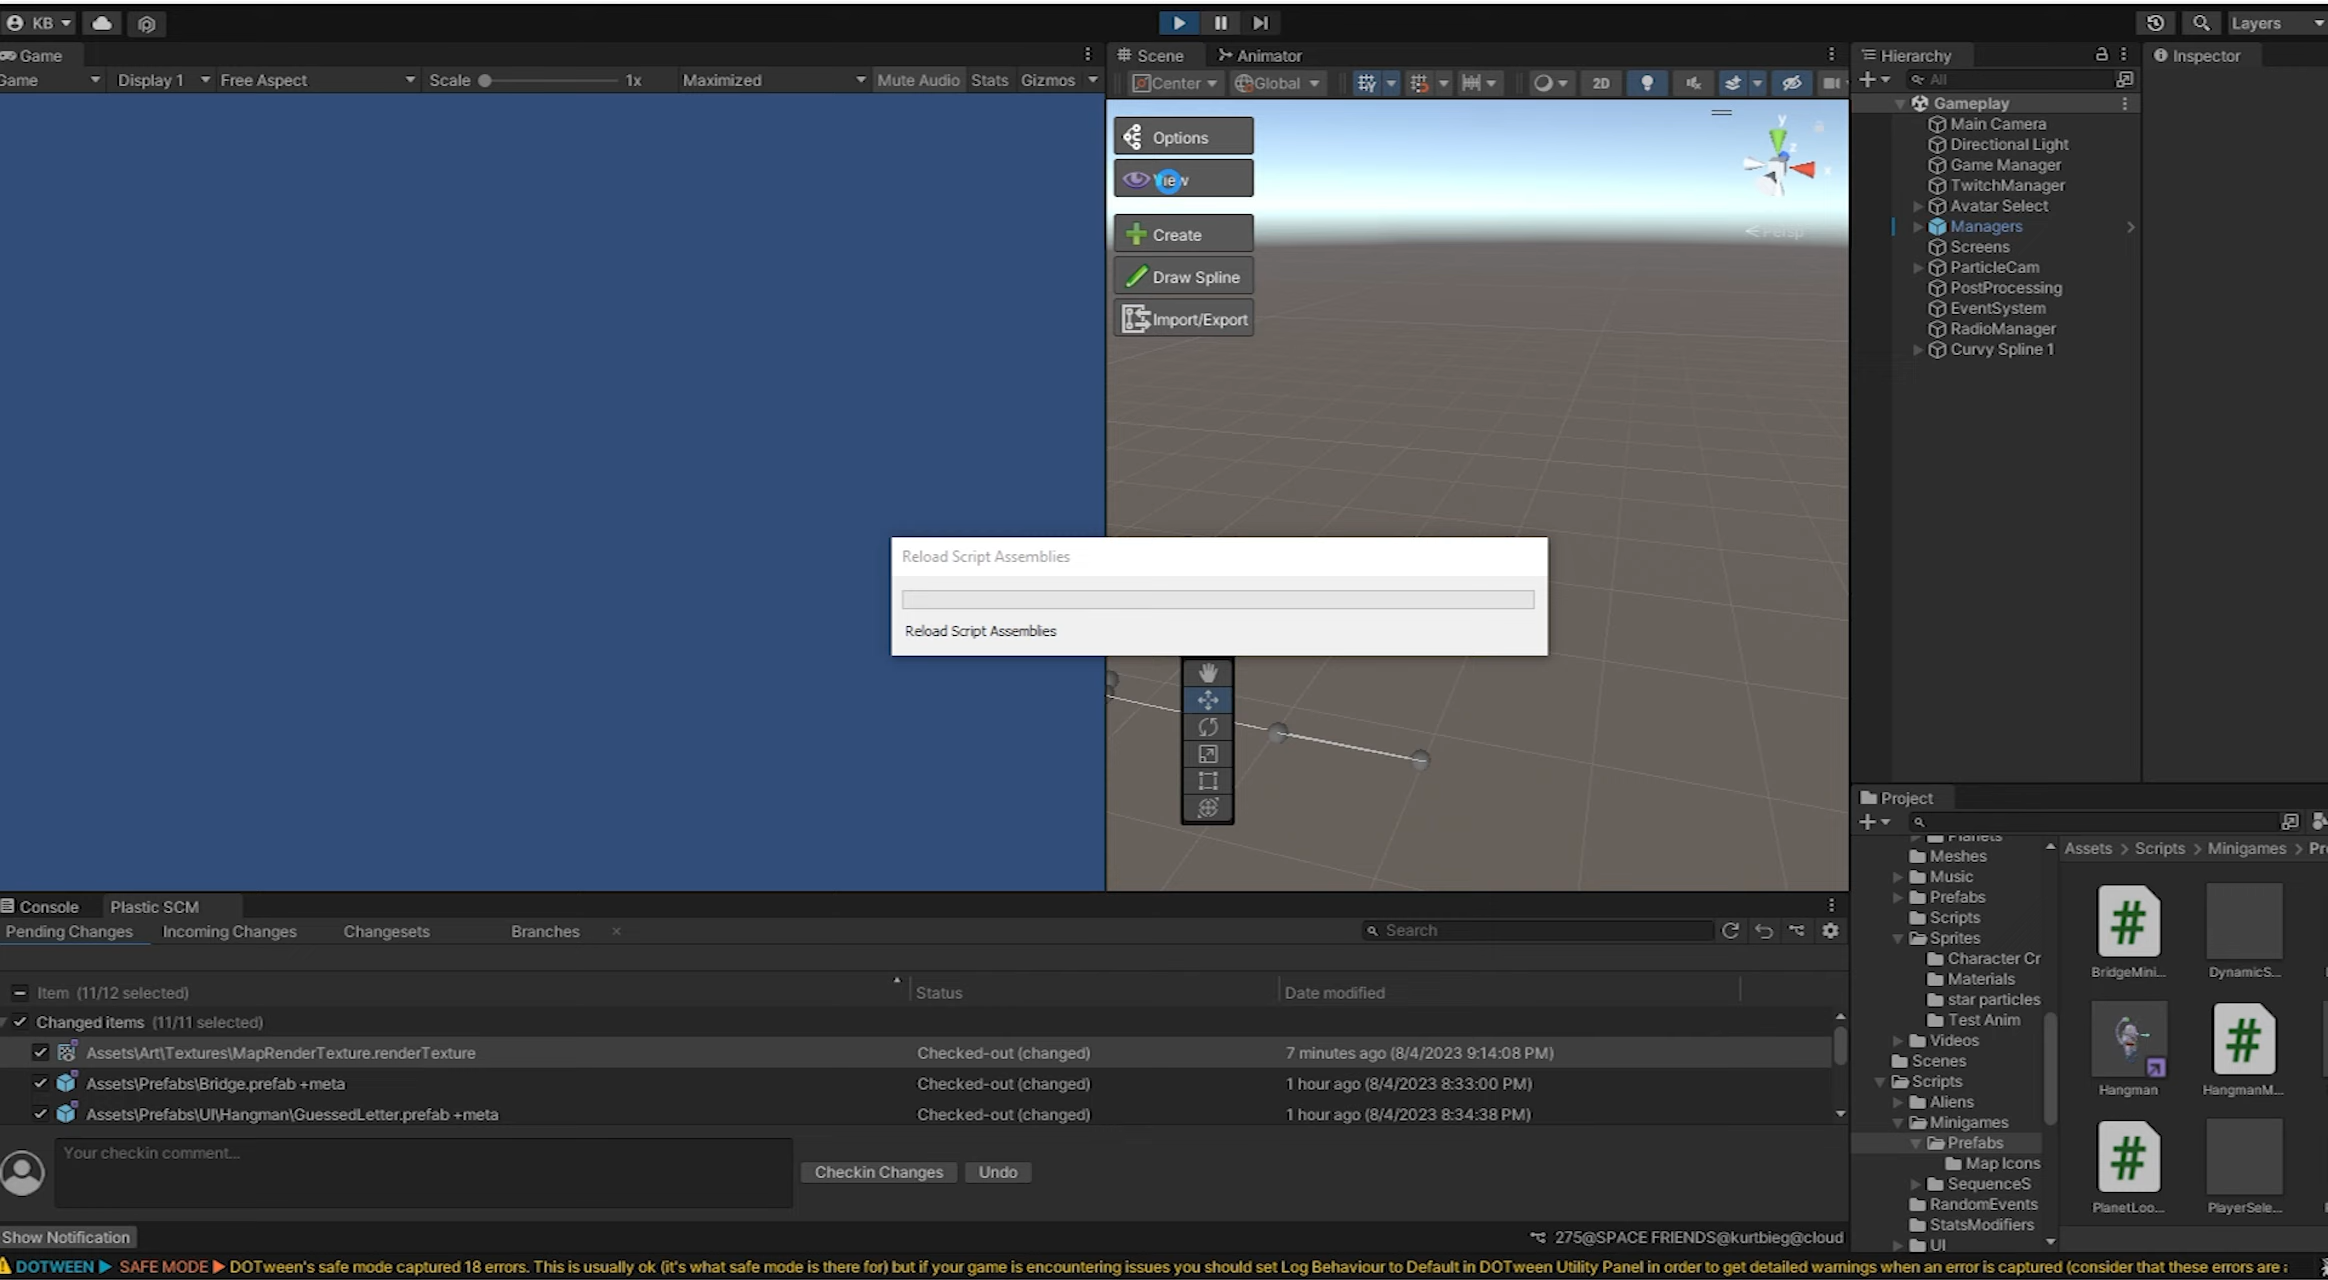 KB
Layers
Game
Scene
Animator
Hierarchy
Inspector
Game
Display 1
Free Aspect
Scale
1x
Maximized
Mute Audio
Stats
Gizmos
Center
Global
2D
All
Options
View
Create
Draw Spline
Import/Export
y
z
x
Persp
Gameplay
Main Camera
Directional Light
Game Manager
TwitchManager
Avatar Select
Managers
Screens
ParticleCam
PostProcessing
EventSystem
RadioManager
Curvy Spline 1
Reload Script Assemblies
Reload Script Assemblies
Project
Planets
Meshes
Music
Prefabs
Scripts
Sprites
Character Cr
Materials
star particles
Test Anim
Videos
Scenes
Scripts
Aliens
Minigames
Prefabs
Map Icons
SequenceS
RandomEvents
StatsModifiers
UI
Assets > Scripts > Minigames > Pr
BridgeMini...
DynamicS...
Hangman
HangmanM...
PlanetLoo...
PlayerSele...
Console
Plastic SCM
Pending Changes
Incoming Changes
Changesets
Branches
Search
Item (11/12 selected)
Status
Date modified
Changed items (11/11 selected)
Assets\Art\Textures\MapRenderTexture.renderTexture
Checked-out (changed)
7 minutes ago (8/4/2023 9:14:08 PM)
Assets\Prefabs\Bridge.prefab +meta
Checked-out (changed)
1 hour ago (8/4/2023 8:33:00 PM)
Assets\Prefabs\UI\Hangman\GuessedLetter.prefab +meta
Checked-out (changed)
1 hour ago (8/4/2023 8:34:38 PM)
Your checkin comment...
Checkin Changes
Undo
Show Notification
275@SPACE FRIENDS@kurtbieg@cloud
DOTWEEN ▶ SAFE MODE ▶ DOTween's safe mode captured 18 errors. This is usually ok (it's what safe mode is there for) but if your game is encountering issues you should set Log Behaviour to Default in DOTween Utility Panel in order to get detailed warnings when an error is captured (consider that these errors are